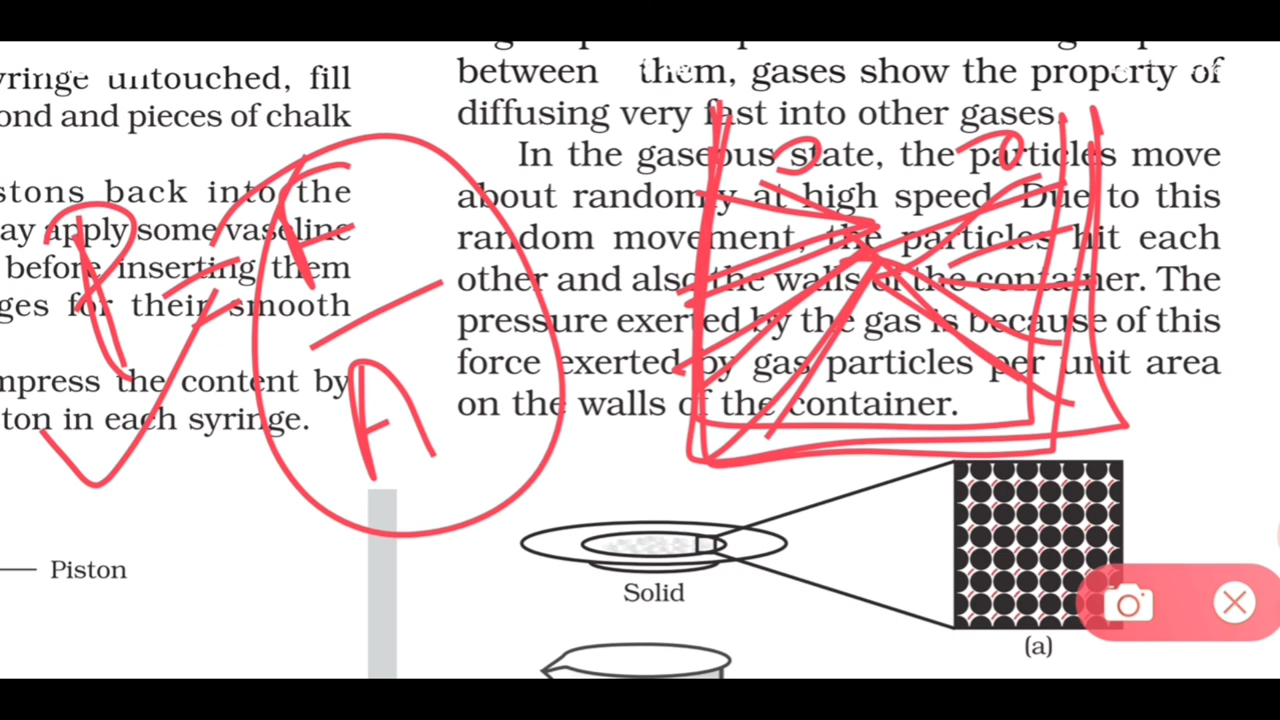 yringe untouched, fill
ond and pieces of chalk
stons back into the
ay apply some vaseline
before inserting them
ges for their smooth
mpress the content by
ton in each syringe.
P = F
A
Piston
between them, gases show the property of
diffusing very fast into other gases.
In the gaseous state, the particles move
about randomly at high speed. Due to this
random movement, the particles hit each
other and also the walls of the container. The
pressure exerted by the gas is because of this
force exerted by gas particles per unit area
on the walls of the container.
Solid
(a)